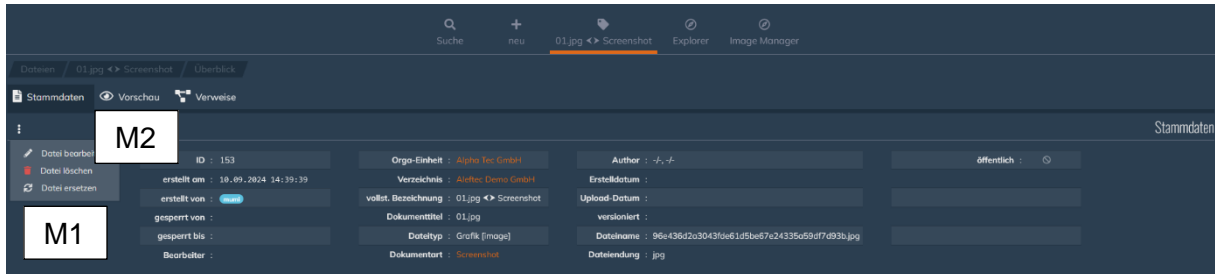 Suche
neu
01.jpg <> Screenshot
Explorer
Image Manager
Dateien / 01.jpg <> Screenshot / Überblick
Stammdaten
Vorschau
Verweise
M2
Stammdaten
Datei bearbei
Datei löschen
Datei ersetzen
M1
ID : 153
erstellt am : 10.09.2024 14:39:39
erstellt von :
gesperrt von :
gesperrt bis :
Bearbeiter :
Orga-Einheit : Alpha Tec GmbH
Verzeichnis : Aleftec Demo GmbH
vollst. Bezeichnung : 01.jpg <> Screenshot
Dokumenttitel : 01.jpg
Dateityp : Grafik [Image]
Dokumentart : Screenshot
Author : -/-, -/-
Erstelldatum :
Upload-Datum :
versioniert :
Dateiname : 96e436d2a3043fde61d5be67e24335a59df7d93b.jpg
Dateiendung : jpg
öffentlich :